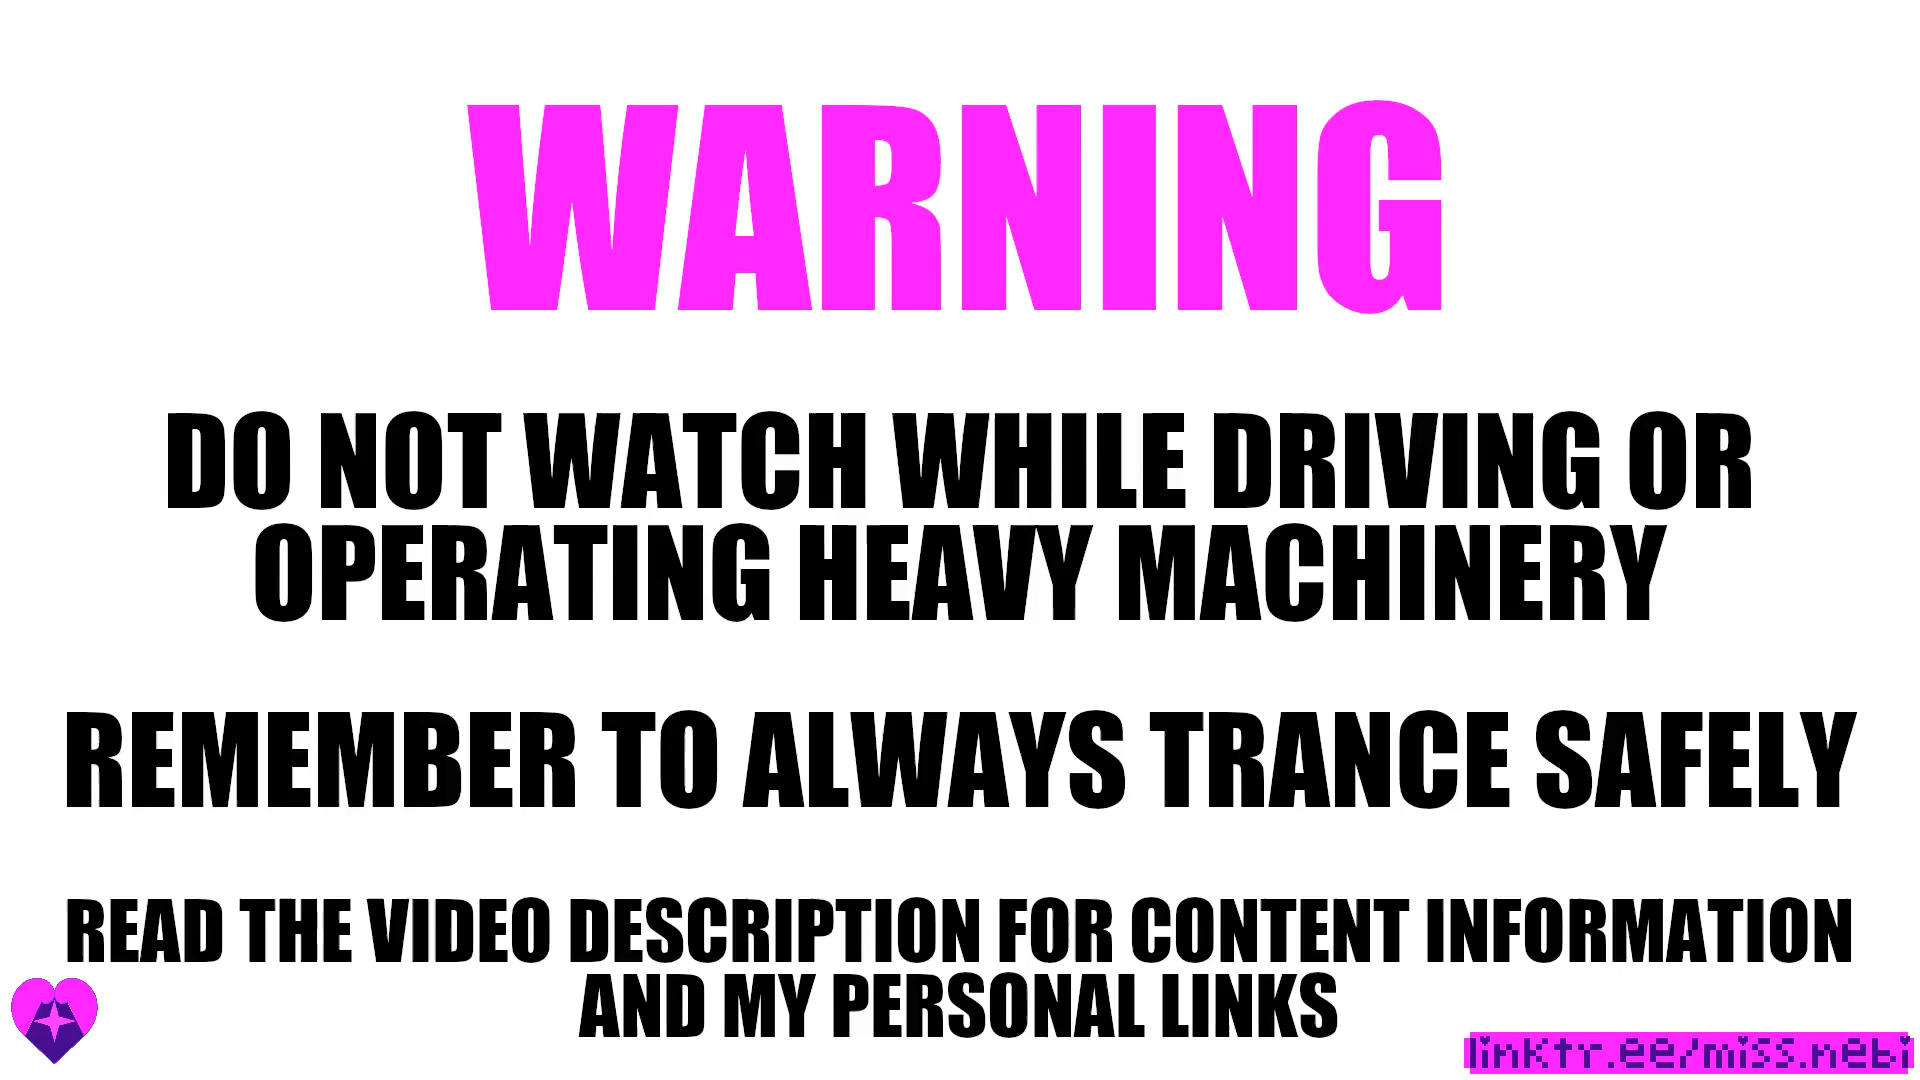 WARNING
DO NOT WATCH WHILE DRIVING OR
OPERATING HEAVY MACHINERY
REMEMBER TO ALWAYS TRANCE SAFELY
READ THE VIDEO DESCRIPTION FOR CONTENT INFORMATION
AND MY PERSONAL LINKS
linktr.ee/miss.nebi